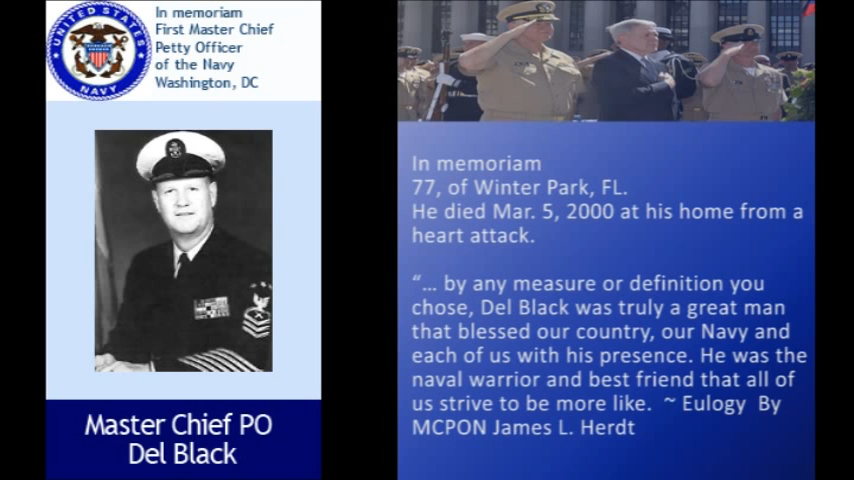 UNITED STATES
NAVY
In memoriam
First Master Chief
Petty Officer
of the Navy
Washington, DC
Master Chief PO
Del Black
In memoriam
77, of Winter Park, FL.
He died Mar. 5, 2000 at his home from a
heart attack.
“… by any measure or definition you
chose, Del Black was truly a great man
that blessed our country, our Navy and
each of us with his presence. He was the
naval warrior and best friend that all of
us strive to be more like.  ~ Eulogy  By
MCPON James L. Herdt